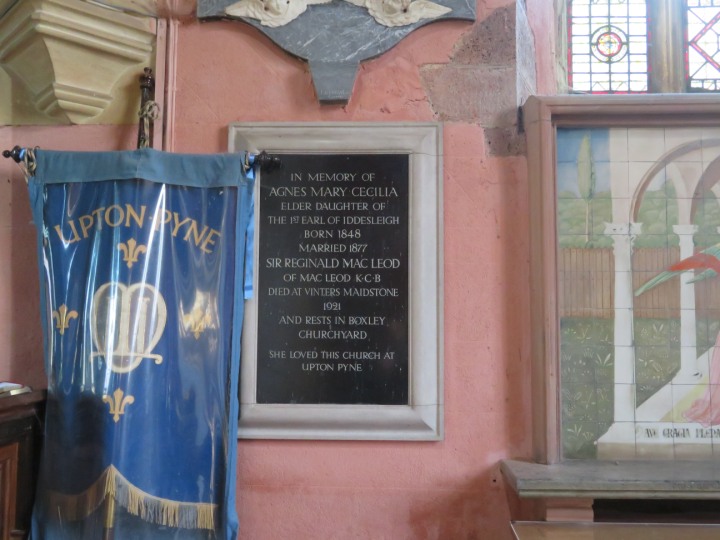 UPTON · PYNE
IN MEMORY OF
AGNES MARY CECILIA
ELDER DAUGHTER OF
THE 1ST EARL OF IDDESLEIGH
BORN 1848
MARRIED 1877
SIR REGINALD MAC LEOD
OF MAC LEOD K·C·B
DIED AT VINTERS MAIDSTONE
1921
AND RESTS IN BOXLEY
CHURCHYARD
SHE LOVED THIS CHURCH AT
UPTON PYNE
AVE GRACIA